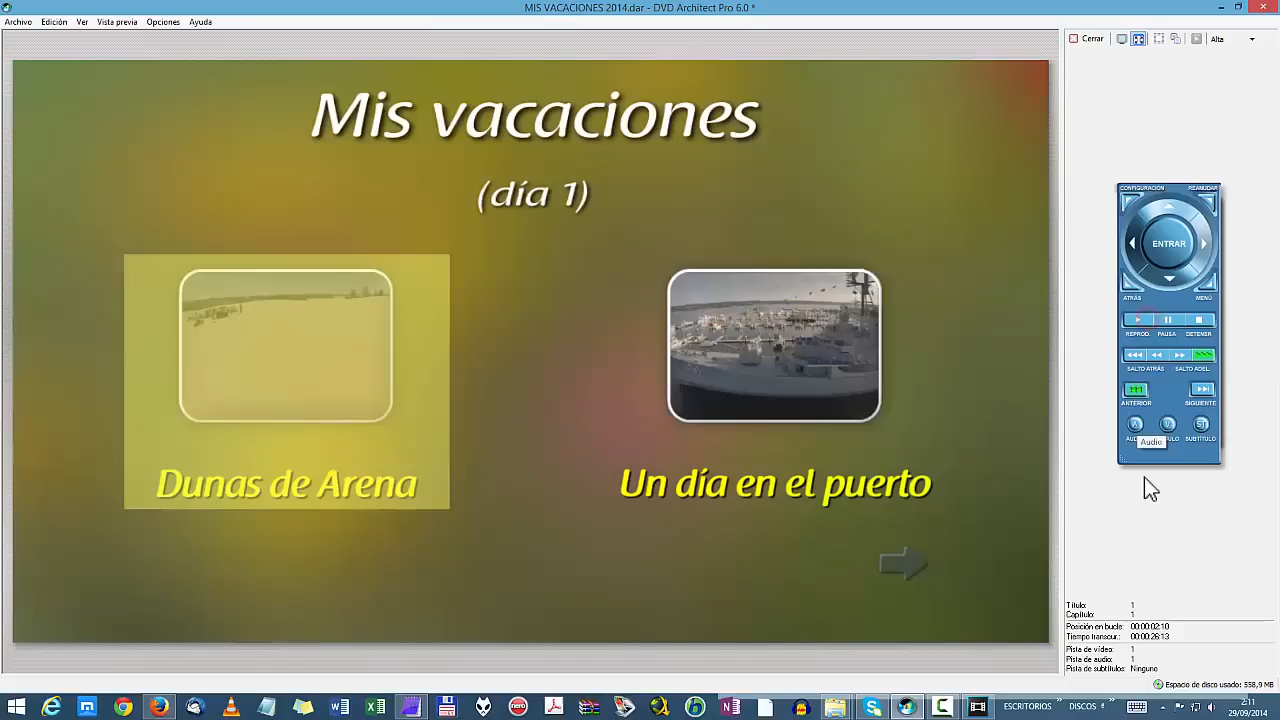 MIS VACACIONES 2014.dar - DVD Architect Pro 6.0 *
Archivo Edición Ver Vista previa Opciones Ayuda
Cerrar Alta
Mis vacaciones
(día 1)
Dunas de Arena
Un día en el puerto
CONFIGURACIÓN REANUDAR
ENTRAR
ATRÁS MENÚ
REPROD. PAUSA DETENER
SALTO ATRÁS SALTO ADEL.
ANTERIOR SIGUIENTE
A V ST
SUBTÍTULO
Audio
Título: 1
Capítulo: 1
Posición en bucle: 00:00:02:10
Tiempo transcur.: 00:00:26:13
Pista de vídeo: 1
Pista de audio: 1
Pista de subtítulos: Ninguno
Espacio de disco usado: 558,9 MB
ESCRITORIOS DISCOS
2:11
29/09/2014